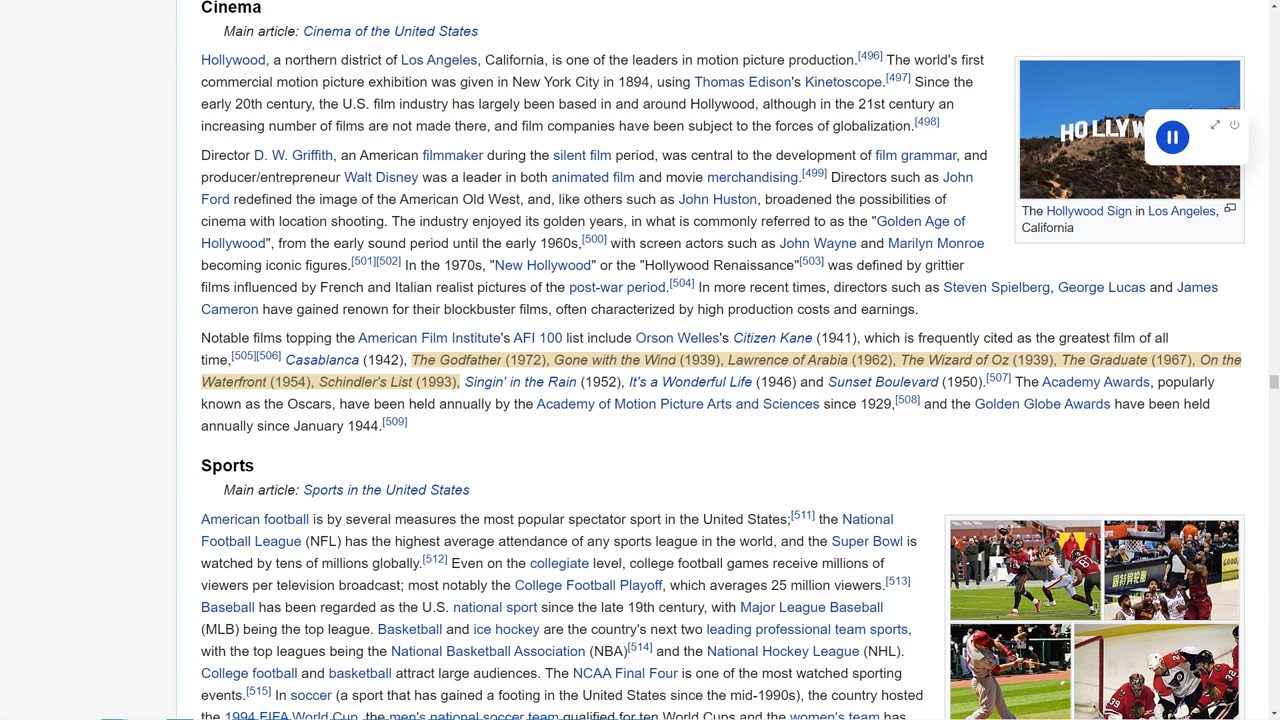 Cinema
Main article: Cinema of the United States
Hollywood, a northern district of Los Angeles, California, is one of the leaders in motion picture production.[496] The world's first
commercial motion picture exhibition was given in New York City in 1894, using Thomas Edison's Kinetoscope.[497] Since the
early 20th century, the U.S. film industry has largely been based in and around Hollywood, although in the 21st century an
increasing number of films are not made there, and film companies have been subject to the forces of globalization.[498]
HOLLYW
The Hollywood Sign in Los Angeles,
California
Director D. W. Griffith, an American filmmaker during the silent film period, was central to the development of film grammar, and
producer/entrepreneur Walt Disney was a leader in both animated film and movie merchandising.[499] Directors such as John
Ford redefined the image of the American Old West, and, like others such as John Huston, broadened the possibilities of
cinema with location shooting. The industry enjoyed its golden years, in what is commonly referred to as the "Golden Age of
Hollywood", from the early sound period until the early 1960s,[500] with screen actors such as John Wayne and Marilyn Monroe
becoming iconic figures.[501][502] In the 1970s, "New Hollywood" or the "Hollywood Renaissance"[503] was defined by grittier
films influenced by French and Italian realist pictures of the post-war period.[504] In more recent times, directors such as Steven Spielberg, George Lucas and James
Cameron have gained renown for their blockbuster films, often characterized by high production costs and earnings.
Notable films topping the American Film Institute's AFI 100 list include Orson Welles's Citizen Kane (1941), which is frequently cited as the greatest film of all
time,[505][506] Casablanca (1942), The Godfather (1972), Gone with the Wind (1939), Lawrence of Arabia (1962), The Wizard of Oz (1939), The Graduate (1967), On the
Waterfront (1954), Schindler's List (1993), Singin' in the Rain (1952), It's a Wonderful Life (1946) and Sunset Boulevard (1950).[507] The Academy Awards, popularly
known as the Oscars, have been held annually by the Academy of Motion Picture Arts and Sciences since 1929,[508] and the Golden Globe Awards have been held
annually since January 1944.[509]
Sports
Main article: Sports in the United States
American football is by several measures the most popular spectator sport in the United States;[511] the National
Football League (NFL) has the highest average attendance of any sports league in the world, and the Super Bowl is
watched by tens of millions globally.[512] Even on the collegiate level, college football games receive millions of
viewers per television broadcast; most notably the College Football Playoff, which averages 25 million viewers.[513]
Baseball has been regarded as the U.S. national sport since the late 19th century, with Major League Baseball
(MLB) being the top league. Basketball and ice hockey are the country's next two leading professional team sports,
with the top leagues being the National Basketball Association (NBA)[514] and the National Hockey League (NHL).
College football and basketball attract large audiences. The NCAA Final Four is one of the most watched sporting
events.[515] In soccer (a sport that has gained a footing in the United States since the mid-1990s), the country hosted
the 1994 FIFA World Cup, the men's national soccer team qualified for ten World Cups and the women's team has